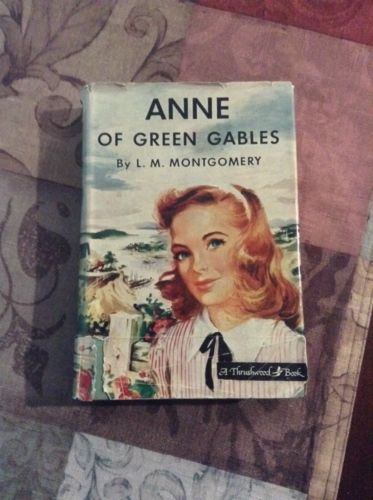 ANNE
OF GREEN GABLES
By L. M. MONTGOMERY
A Thrushwood Book